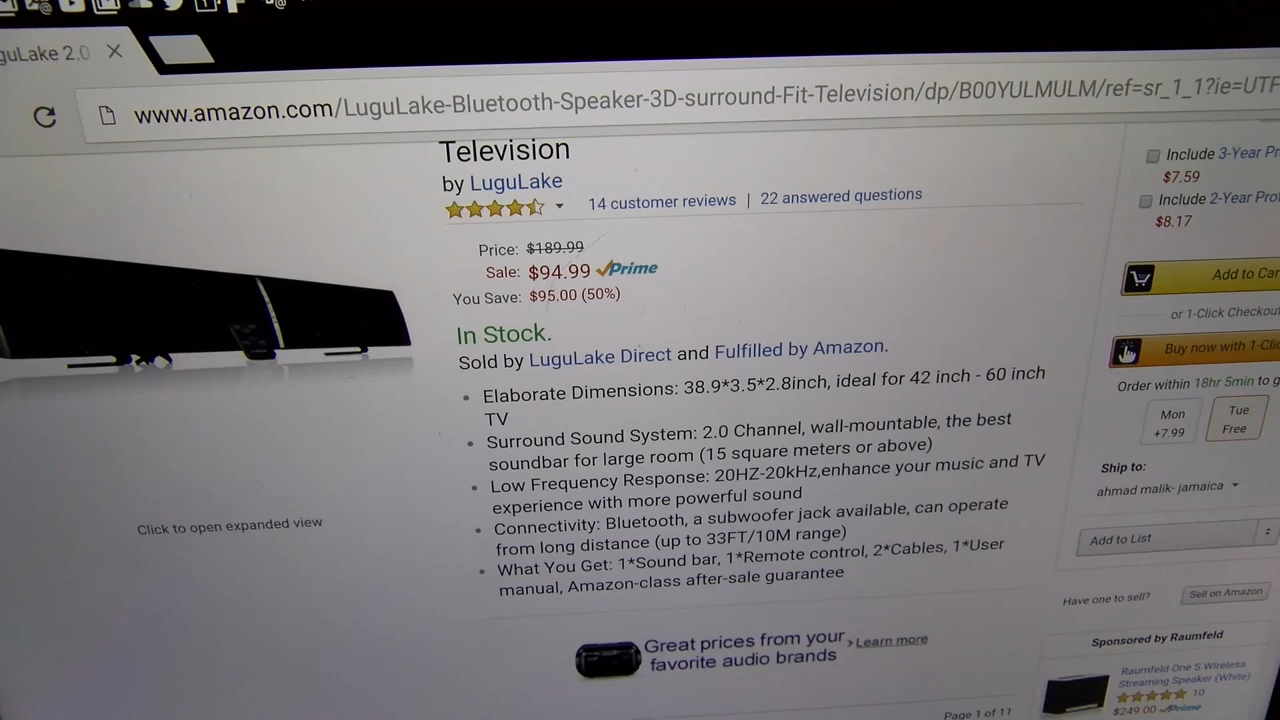 guLake 2.0
www.amazon.com/LuguLake-Bluetooth-Speaker-3D-surround-Fit-Television/dp/B00YULMULM/ref=sr_1_1?ie=UTF
Television
by LuguLake
14 customer reviews | 22 answered questions
Price: $189.99
Sale: $94.99 Prime
You Save: $95.00 (50%)
In Stock.
Sold by LuguLake Direct and Fulfilled by Amazon.
• Elaborate Dimensions: 38.9*3.5*2.8inch, ideal for 42 inch - 60 inch
TV
• Surround Sound System: 2.0 Channel, wall-mountable, the best
soundbar for large room (15 square meters or above)
• Low Frequency Response: 20HZ-20kHz,enhance your music and TV
experience with more powerful sound
• Connectivity: Bluetooth, a subwoofer jack available, can operate
from long distance (up to 33FT/10M range)
• What You Get: 1*Sound bar, 1*Remote control, 2*Cables, 1*User
manual, Amazon-class after-sale guarantee
Click to open expanded view
Great prices from your
favorite audio brands
› Learn more
Page 1 of 11
Include 3-Year Pr
$7.59
Include 2-Year Pro
$8.17
Add to Car
or 1-Click Checkou
Buy now with 1-Clic
Order within 18hr 5min to g
Mon
+7.99
Tue
Free
Ship to:
ahmad malik- jamaica
Add to List
Have one to sell?
Sell on Amazon
Sponsored by Raumfeld
Raumfeld One S Wireless
Streaming Speaker (White)
10
$249.00 Prime